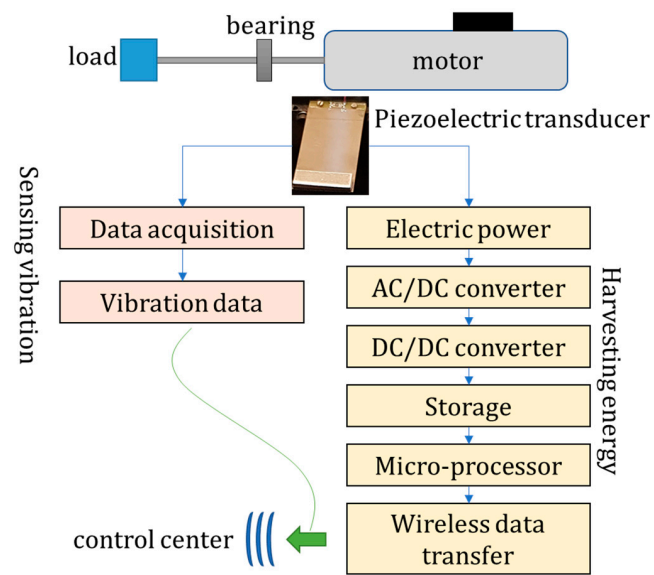 bearing
load
motor
Piezoelectric transducer
Sensing vibration
Data acquisition
Vibration data
Electric power
AC/DC converter
DC/DC converter
Storage
Micro-processor
Wireless data
transfer
Harvesting energy
control center